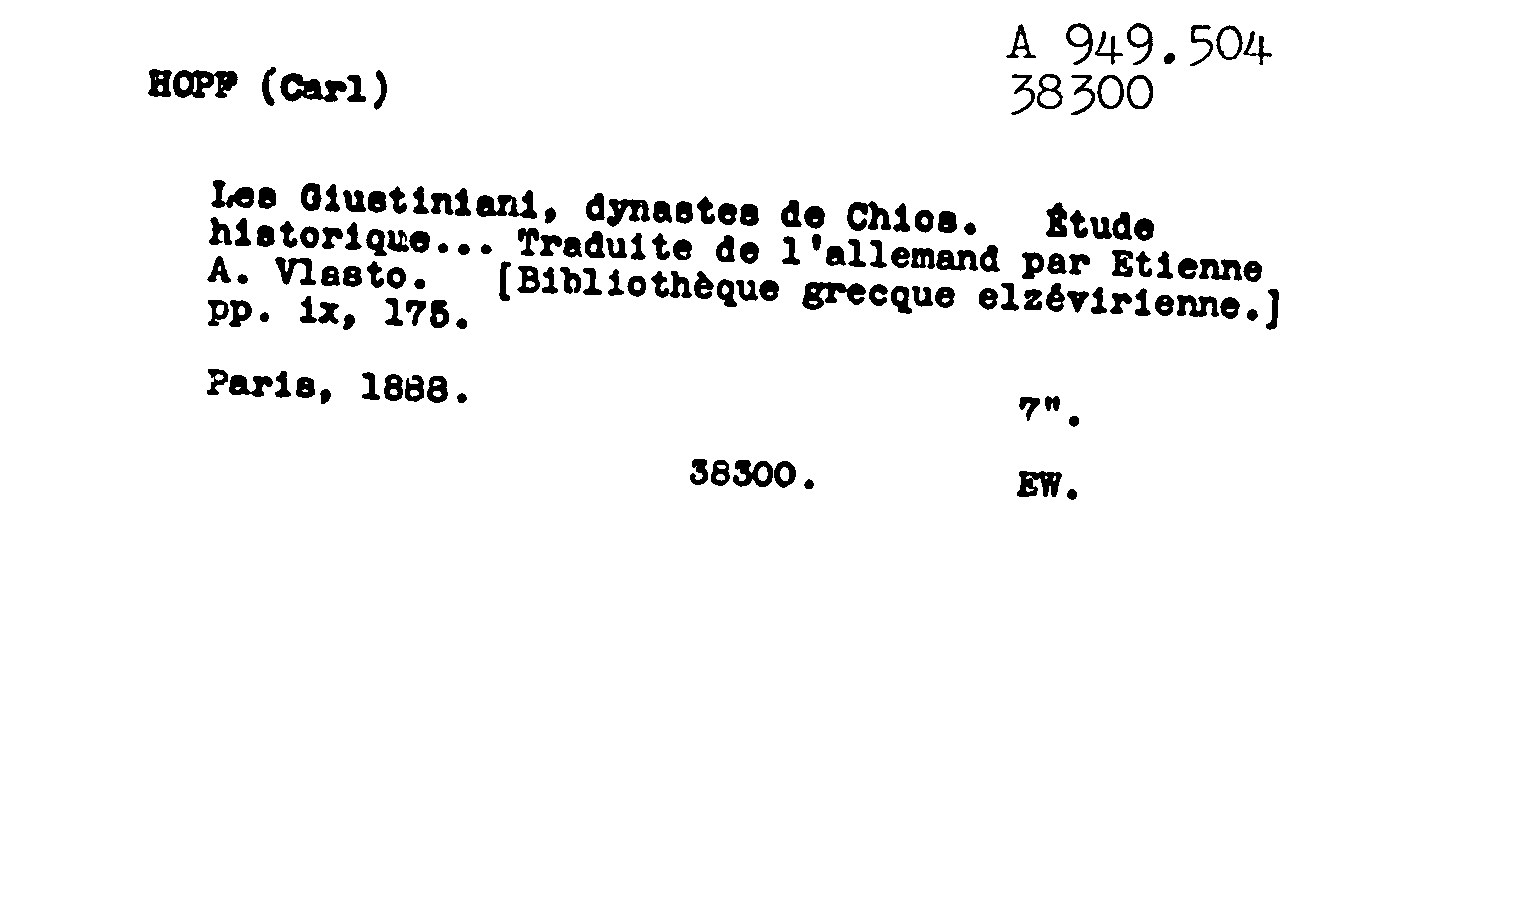 A 949.504
38300
HOPF (Carl)
Les Giustiniani, dynastes de Chios. Étude
historique... Traduite de l'allemand par Etienne
A. Vlasto. [Bibliothèque grecque elzévirienne.]
pp. ix, 175.
Paris, 1888.
7".
38300.
EW.